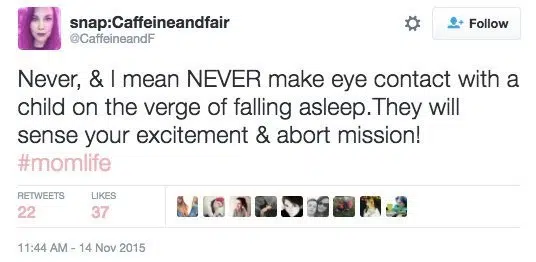 snap:Caffeineandfair
@CaffeineandF
Follow
Never, & I mean NEVER make eye contact with a
child on the verge of falling asleep.They will
sense your excitement & abort mission!
#momlife
RETWEETS LIKES
22 37
11:44 AM - 14 Nov 2015